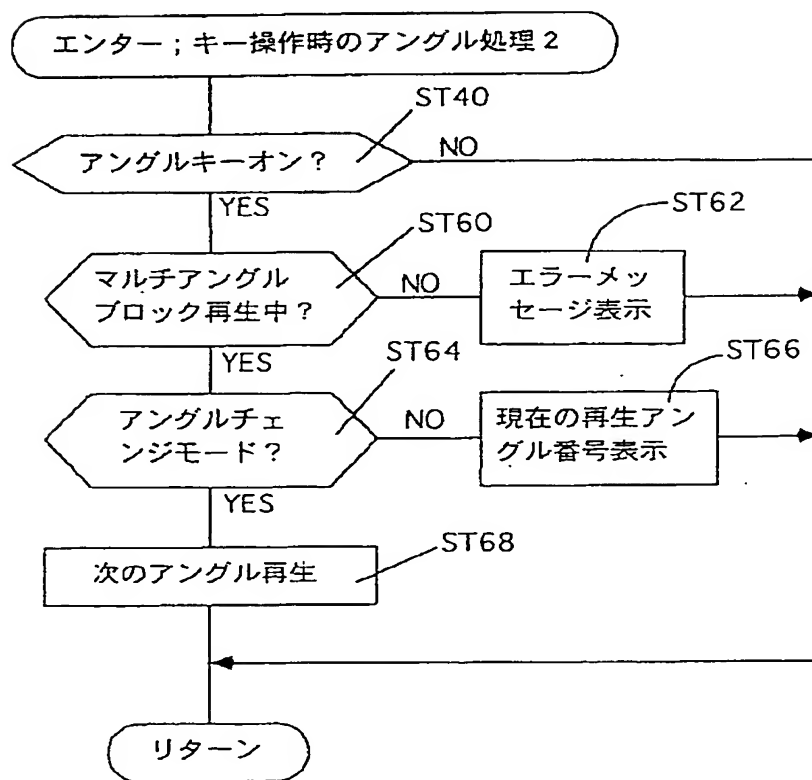 エンター；キー操作時のアングル処理２
ST40
アングルキーオン？
NO
YES
ST60
マルチアングル
ブロック再生中？
NO
ST62
エラーメッ
セージ表示
YES
ST64
アングルチェ
ンジモード？
NO
ST66
現在の再生アン
グル番号表示
YES
ST68
次のアングル再生
リターン